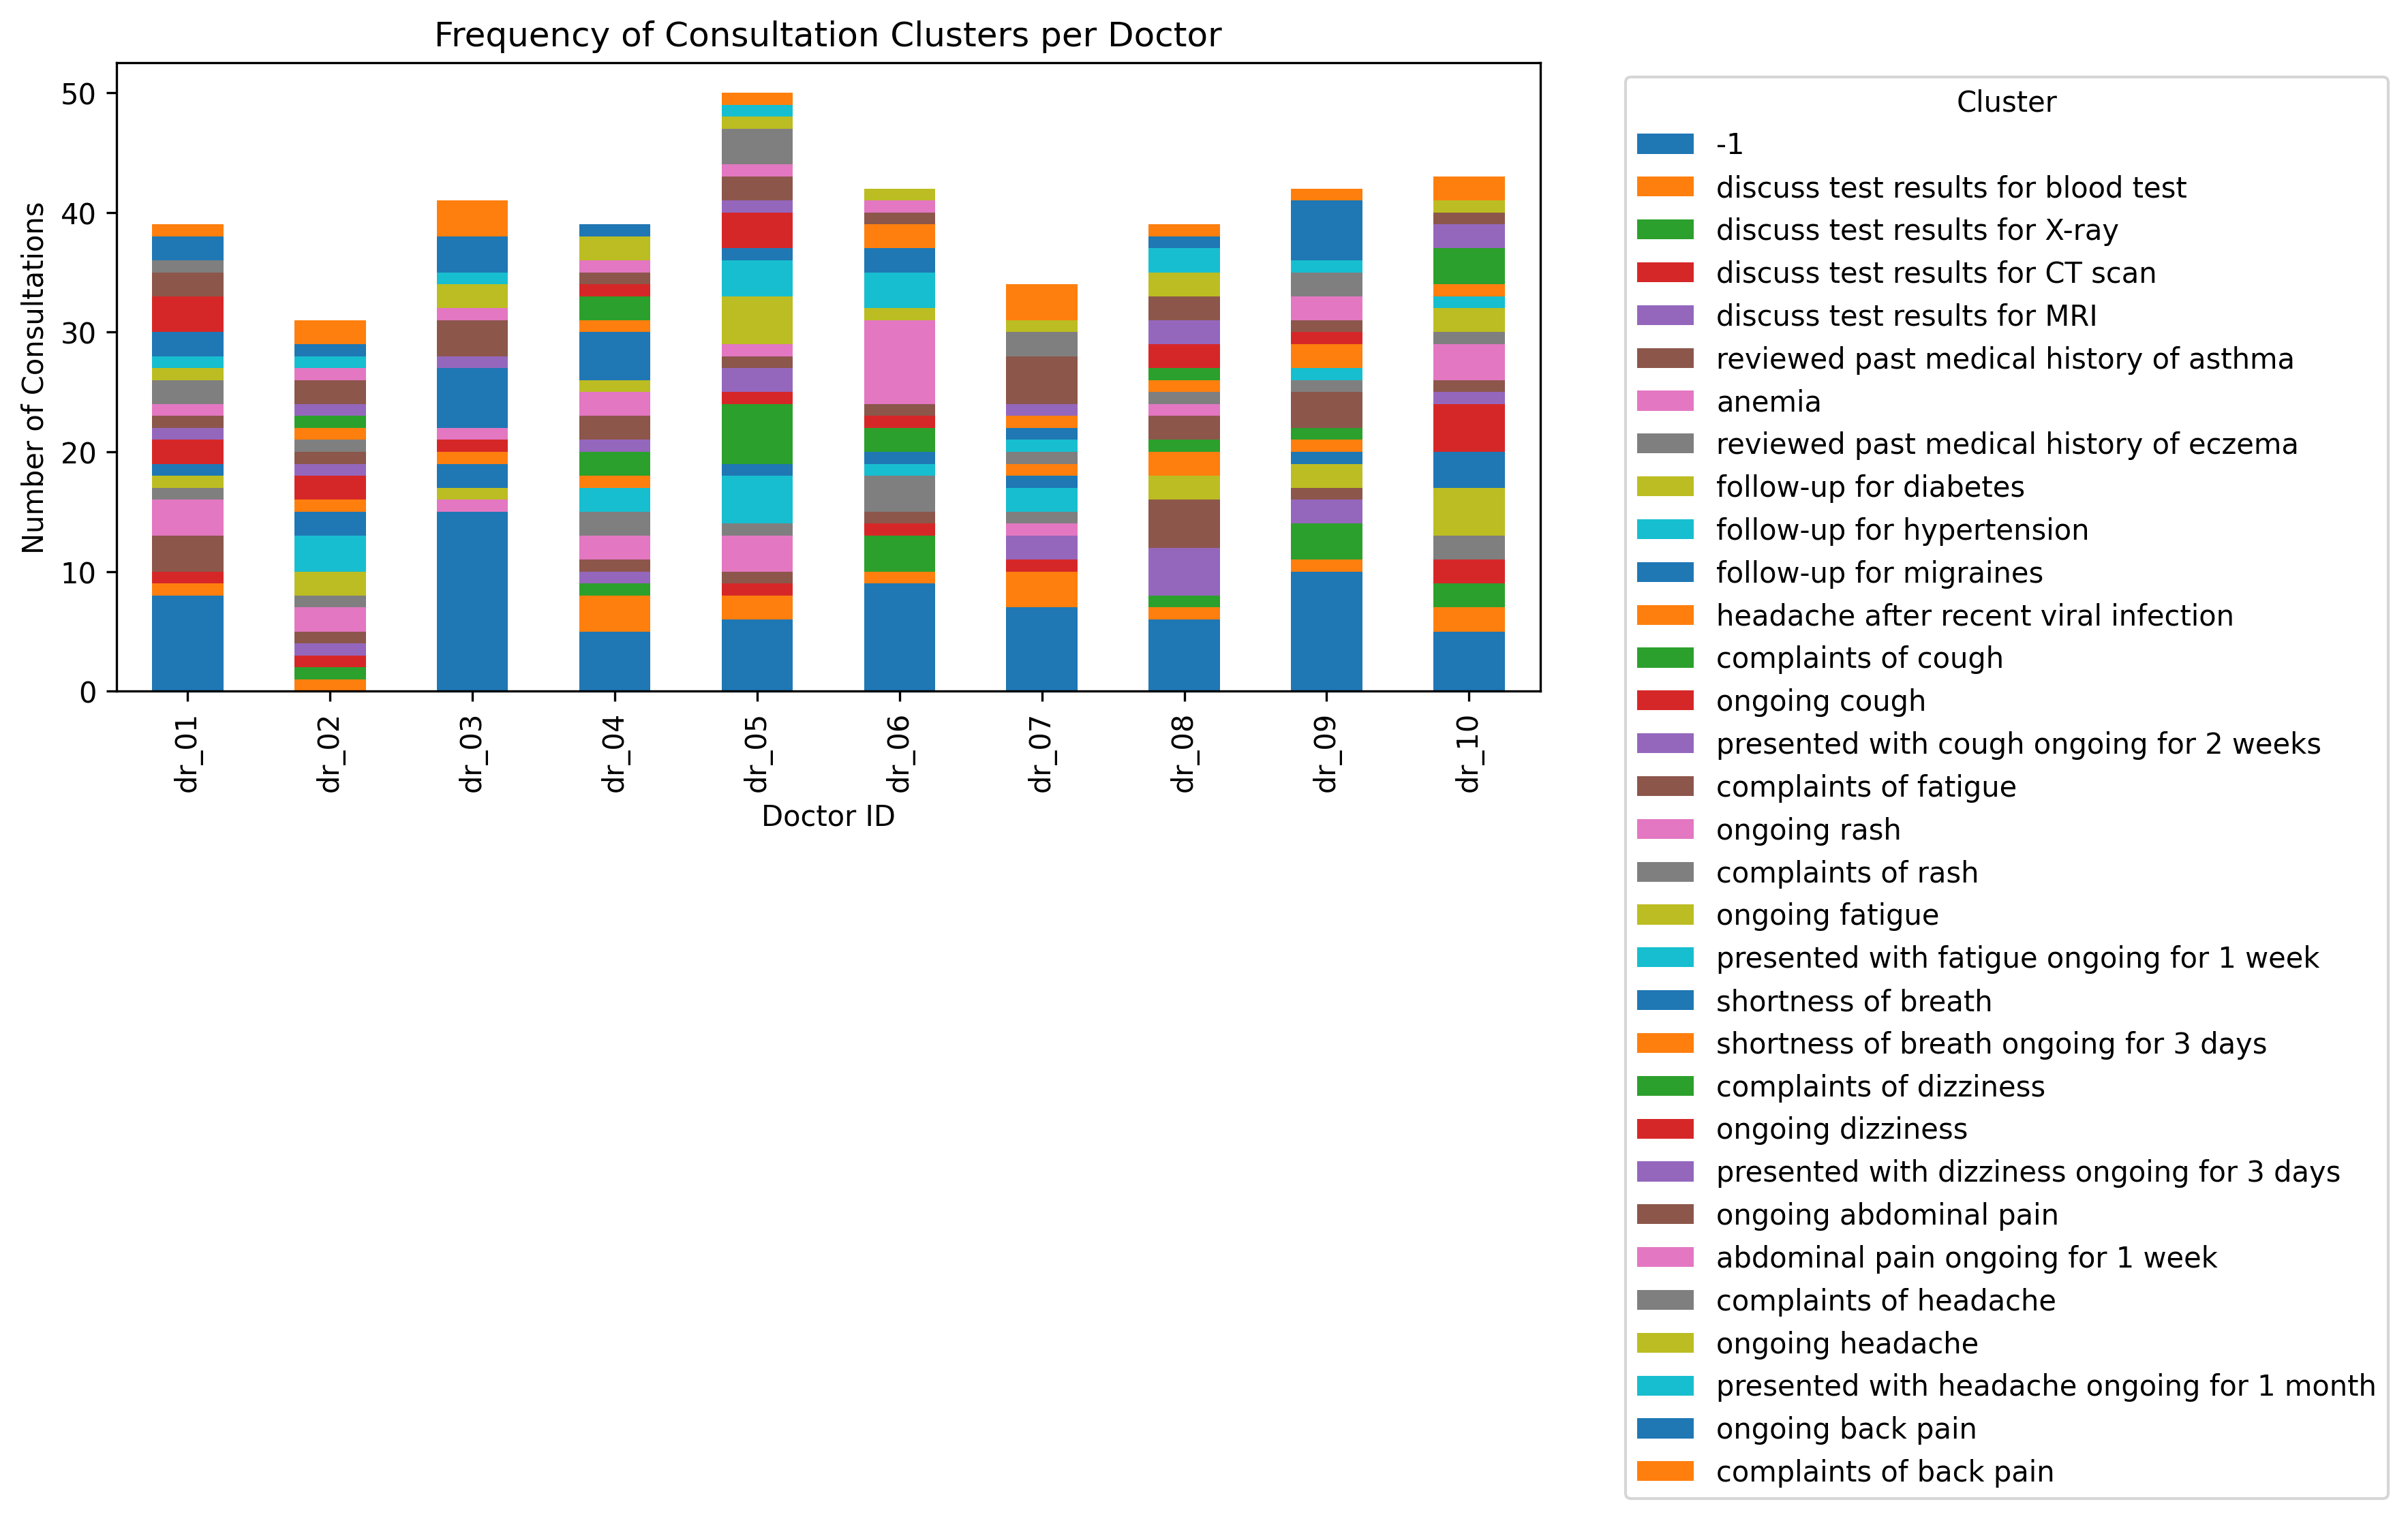 Frequency of Consultation Clusters per Doctor
Number of Consultations
50
40
30
20
10
0
dr_01
dr_02
dr_03
dr_04
dr_05
dr_06
dr_07
dr_08
dr_09
dr_10
Doctor ID
Cluster
-1
discuss test results for blood test
discuss test results for X-ray
discuss test results for CT scan
discuss test results for MRI
reviewed past medical history of asthma
anemia
reviewed past medical history of eczema
follow-up for diabetes
follow-up for hypertension
follow-up for migraines
headache after recent viral infection
complaints of cough
ongoing cough
presented with cough ongoing for 2 weeks
complaints of fatigue
ongoing rash
complaints of rash
ongoing fatigue
presented with fatigue ongoing for 1 week
shortness of breath
shortness of breath ongoing for 3 days
complaints of dizziness
ongoing dizziness
presented with dizziness ongoing for 3 days
ongoing abdominal pain
abdominal pain ongoing for 1 week
complaints of headache
ongoing headache
presented with headache ongoing for 1 month
ongoing back pain
complaints of back pain